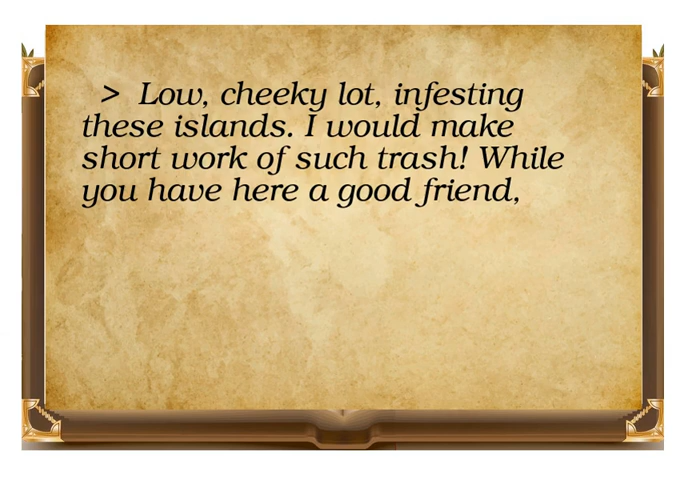 > Low, cheeky lot, infesting
these islands. I would make
short work of such trash! While
you have here a good friend,